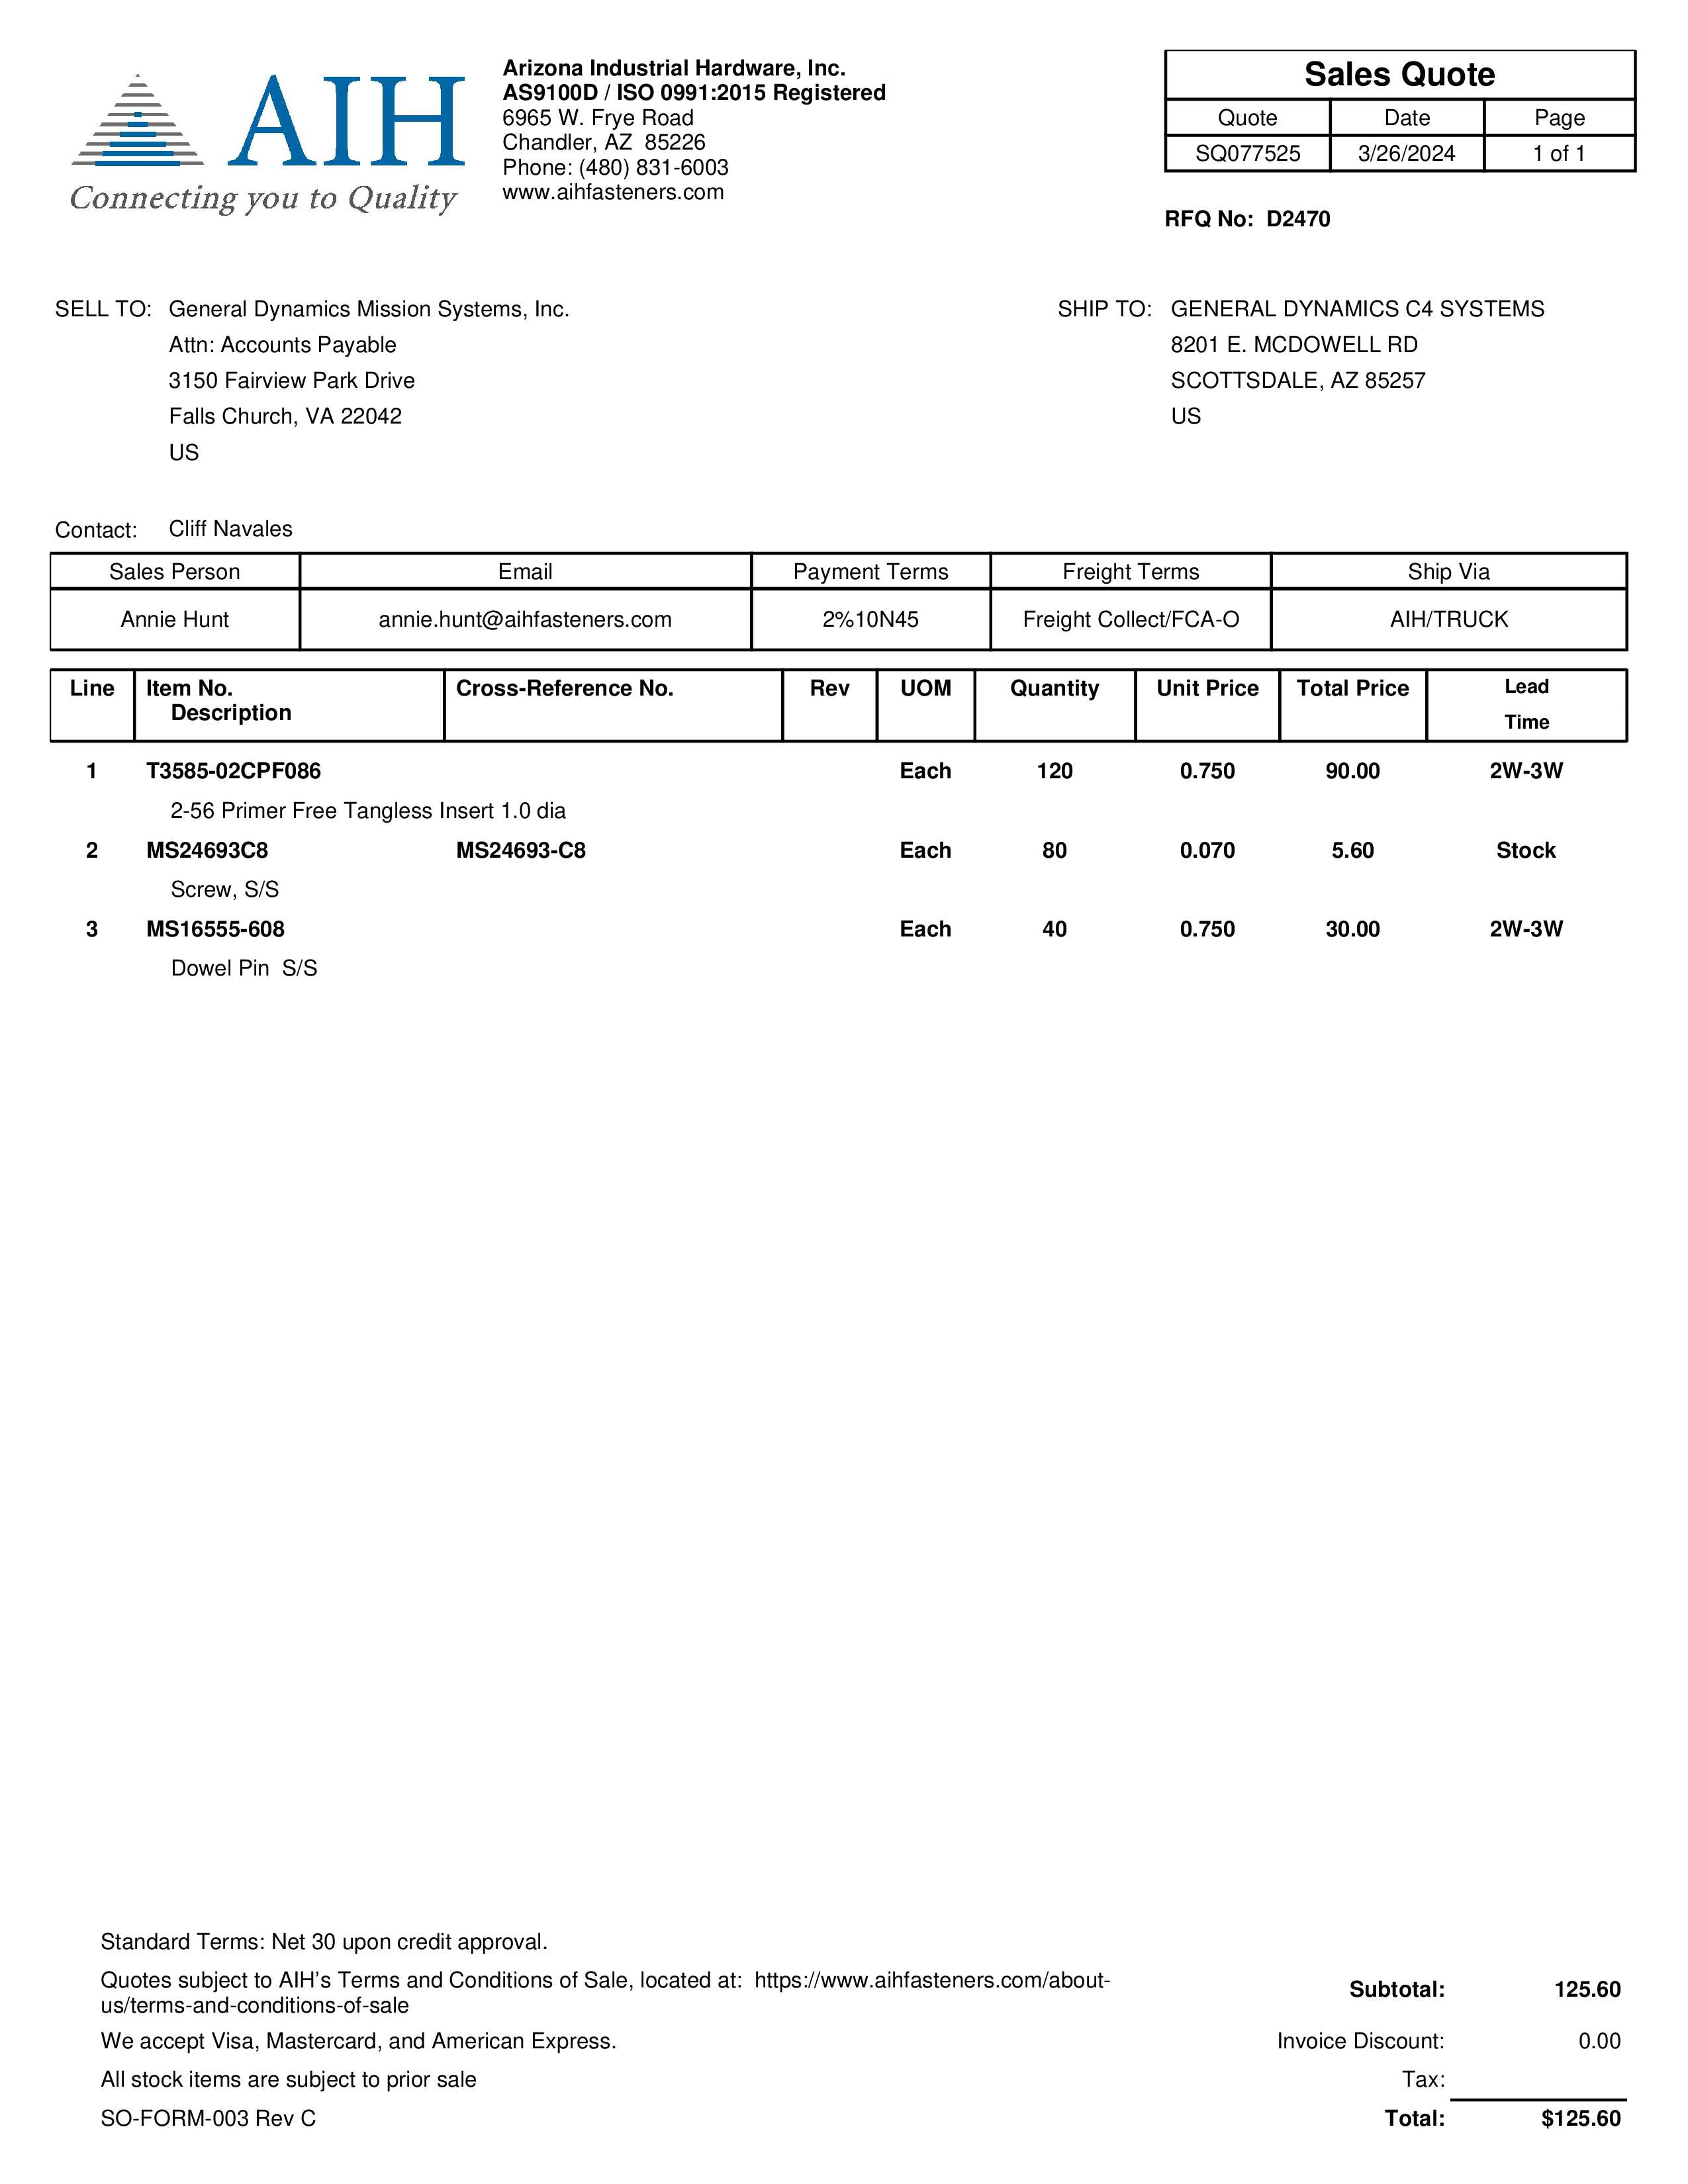 AIH
Connecting you to Quality
Arizona Industrial Hardware, Inc.
AS9100D / ISO 0991:2015 Registered
6965 W. Frye Road
Chandler, AZ  85226
Phone: (480) 831-6003
www.aihfasteners.com
Sales Quote
Quote Date Page
SQ077525 3/26/2024 1 of 1
RFQ No:  D2470
SELL TO: General Dynamics Mission Systems, Inc.
Attn: Accounts Payable
3150 Fairview Park Drive
Falls Church, VA 22042
US
SHIP TO: GENERAL DYNAMICS C4 SYSTEMS
8201 E. MCDOWELL RD
SCOTTSDALE, AZ 85257
US
Contact: Cliff Navales
Sales Person Email Payment Terms Freight Terms Ship Via
Annie Hunt annie.hunt@aihfasteners.com 2%10N45 Freight Collect/FCA-O AIH/TRUCK
Line Item No. Cross-Reference No. Rev UOM Quantity Unit Price Total Price Lead
Description Time
1 T3585-02CPF086 Each 120 0.750 90.00 2W-3W
2-56 Primer Free Tangless Insert 1.0 dia
2 MS24693C8 MS24693-C8 Each 80 0.070 5.60 Stock
Screw, S/S
3 MS16555-608 Each 40 0.750 30.00 2W-3W
Dowel Pin  S/S
Standard Terms: Net 30 upon credit approval.
Quotes subject to AIH's Terms and Conditions of Sale, located at:  https://www.aihfasteners.com/about-
us/terms-and-conditions-of-sale
We accept Visa, Mastercard, and American Express.
All stock items are subject to prior sale
SO-FORM-003 Rev C
Subtotal: 125.60
Invoice Discount: 0.00
Tax:
Total: $125.60